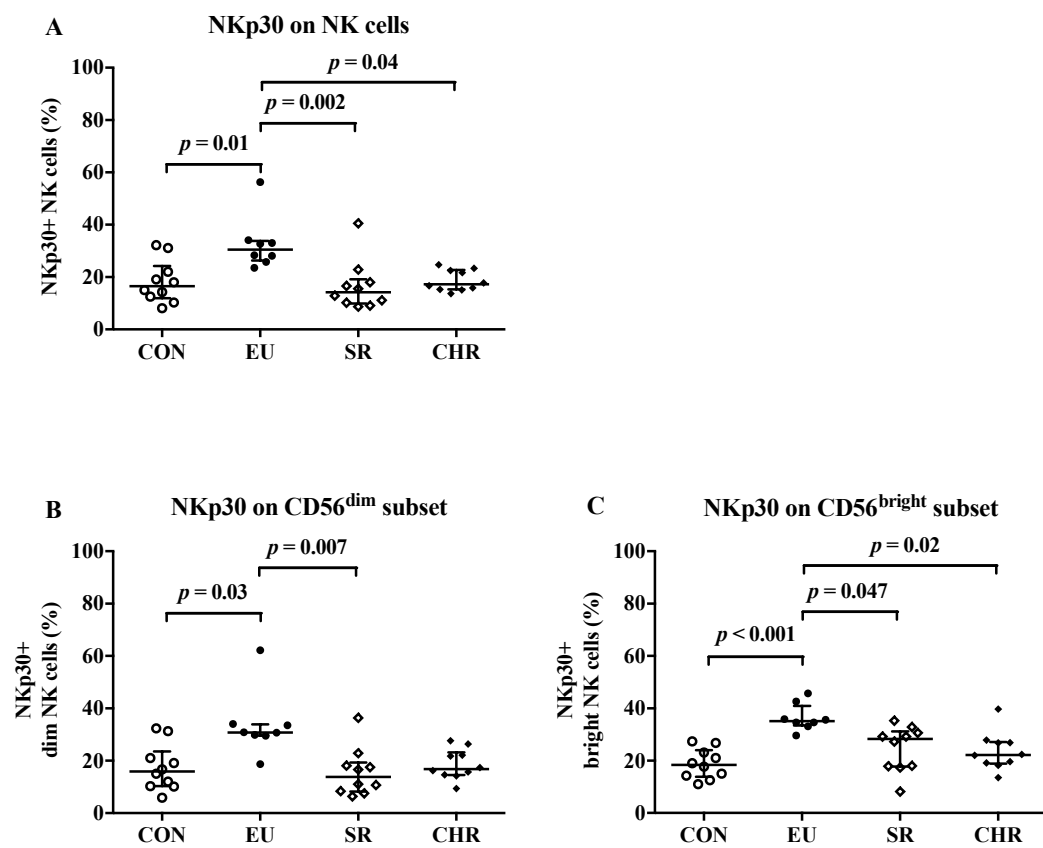 A
NKp30 on NK cells
NKp30+ NK cells (%)
100
80
60
40
20
0
p = 0.04
p = 0.002
p = 0.01
CON EU SR CHR
B
NKp30 on CD56dim subset
NKp30+
dim NK cells (%)
100
80
60
40
20
0
p = 0.007
p = 0.03
CON EU SR CHR
C
NKp30 on CD56bright subset
NKp30+
bright NK cells (%)
100
80
60
40
20
0
p = 0.02
p = 0.047
p < 0.001
CON EU SR CHR